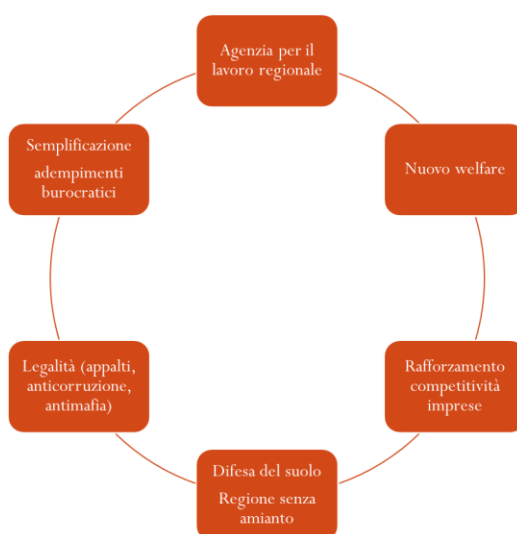 Agenzia per il
lavoro regionale
Nuovo welfare
Rafforzamento
competitività
imprese
Difesa del suolo
Regione senza
amianto
Legalità (appalti,
anticorruzione,
antimafia)
Semplificazione
adempimenti
burocratici